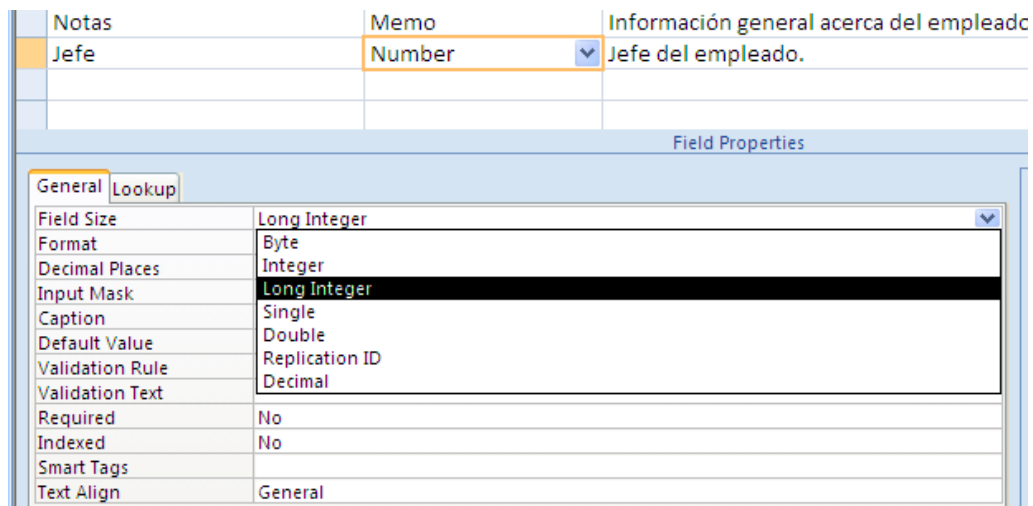 Notas Memo Información general acerca del empleado
Jefe Number Jefe del empleado.
Field Properties
General Lookup
Field Size Long Integer
Format Byte
Decimal Places Integer
Input Mask Long Integer
Caption Single
Default Value Double
Validation Rule Replication ID
Validation Text Decimal
Required No
Indexed No
Smart Tags
Text Align General